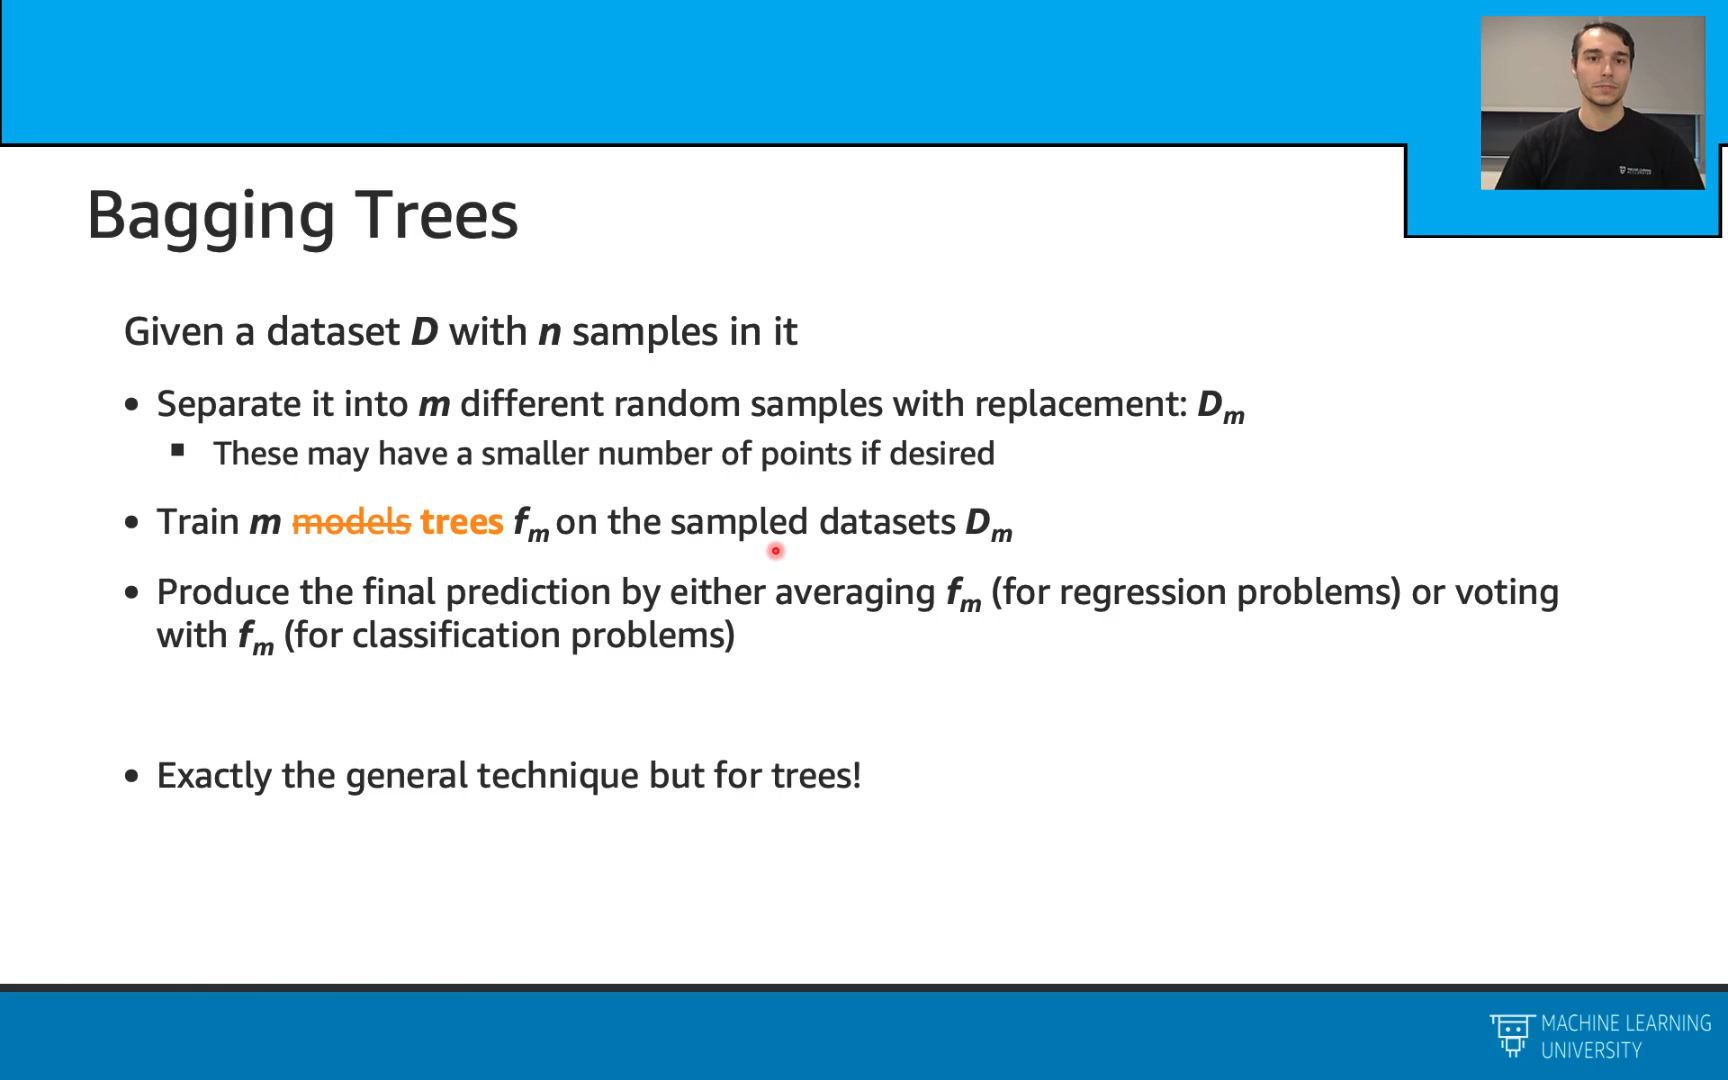 Bagging Trees
Given a dataset D with n samples in it
• Separate it into m different random samples with replacement: Dm
▪ These may have a smaller number of points if desired
• Train m models trees fm on the sampled datasets Dm
• Produce the final prediction by either averaging fm (for regression problems) or voting
with fm (for classification problems)
• Exactly the general technique but for trees!
MACHINE LEARNING
UNIVERSITY